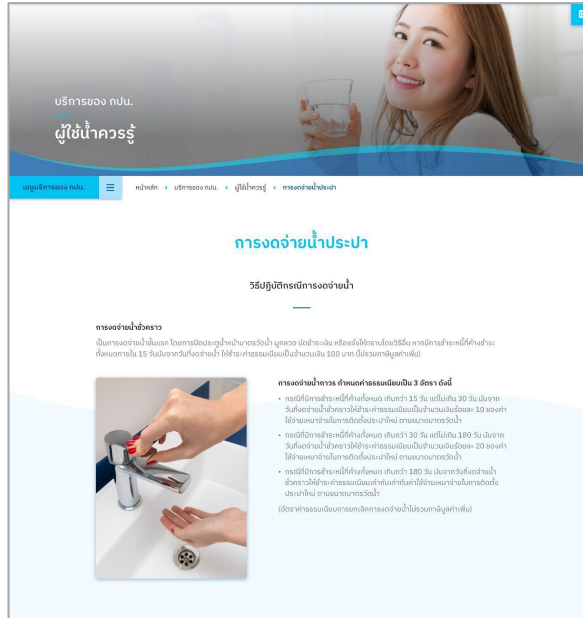 บริการของ กปน.
ผู้ใช้น้ำควรรู้
เมนูบริการของ กปน.
หน้าหลัก
บริการของ กปน.
ผู้ใช้น้ำควรรู้
การงดจ่ายน้ำประปา
การงดจ่ายน้ำประปา
วิธีปฏิบัติกรณีการงดจ่ายน้ำ
การงดจ่ายน้ำชั่วคราว
เป็นการงดจ่ายน้ำขั้นแรก โดยการปิดประตูน้ำหน้ามาตรวัดน้ำ ผูกลวด นัดชำระเงิน หรือแจ้งให้ทราบโดยวิธีอื่น หากมีการชำระหนี้ที่ค้างชำระ
ทั้งหมดภายใน 15 วันนับจากวันที่งดจ่ายน้ำ ให้ชำระค่าธรรมเนียมเป็นจำนวนเงิน 100 บาท (ไม่รวมภาษีมูลค่าเพิ่ม)
การงดจ่ายน้ำถาวร กำหนดค่าธรรมเนียมเป็น 3 อัตรา ดังนี้
• กรณีที่มีการชำระหนี้ที่ค้างทั้งหมด เกินกว่า 15 วัน แต่ไม่เกิน 30 วัน นับจาก
วันที่งดจ่ายน้ำชั่วคราวให้ชำระค่าธรรมเนียมเป็นจำนวนเงินร้อยละ 10 ของค่า
ใช้จ่ายเหมาจ่ายในการติดตั้งประปาใหม่ ตามขนาดมาตรวัดน้ำ
• กรณีที่มีการชำระหนี้ที่ค้างทั้งหมด เกินกว่า 30 วัน แต่ไม่เกิน 180 วัน นับจาก
วันที่งดจ่ายน้ำชั่วคราวให้ชำระค่าธรรมเนียมเป็นจำนวนเงินร้อยละ 20 ของค่า
ใช้จ่ายเหมาจ่ายในการติดตั้งประปาใหม่ ตามขนาดมาตรวัดน้ำ
• กรณีที่มีการชำระหนี้ที่ค้างทั้งหมด เกินกว่า 180 วัน นับจากวันที่งดจ่ายน้ำ
ชั่วคราวให้ชำระค่าธรรมเนียมเท่ากับเท่ากับค่าใช้จ่ายเหมาจ่ายในการติดตั้ง
ประปาใหม่ ตามขนาดมาตรวัดน้ำ
(อัตราค่าธรรมเนียมการยกเลิกการงดจ่ายน้ำไม่รวมภาษีมูลค่าเพิ่ม)